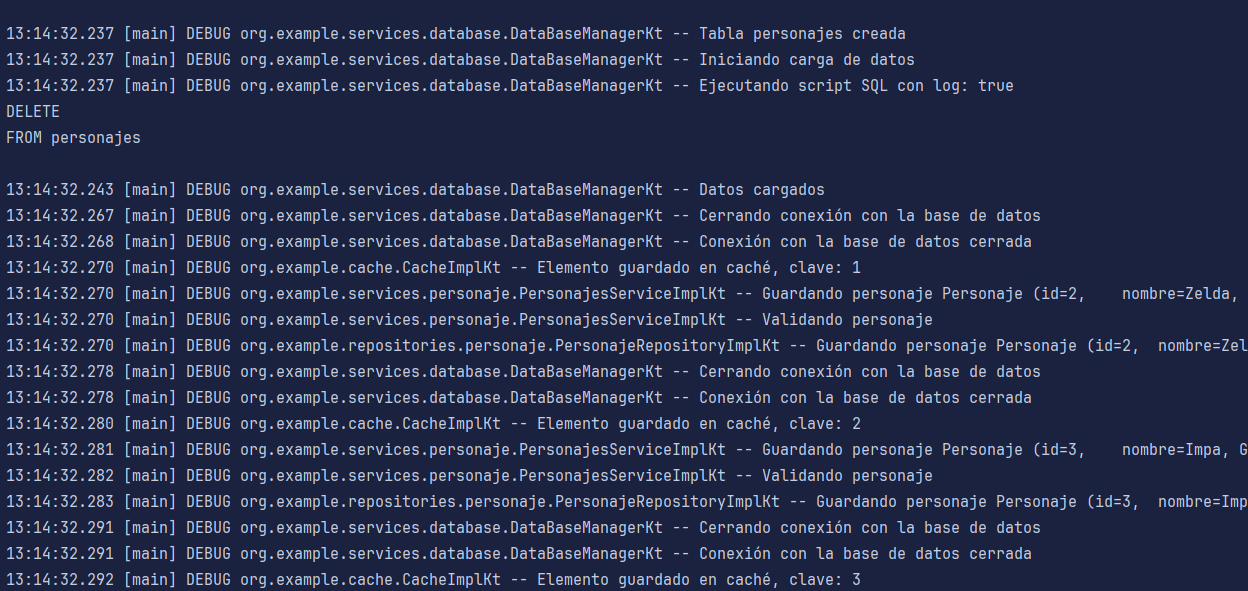 13:14:32.237 [main] DEBUG org.example.services.database.DataBaseManagerKt -- Tabla personajes creada
13:14:32.237 [main] DEBUG org.example.services.database.DataBaseManagerKt -- Iniciando carga de datos
13:14:32.237 [main] DEBUG org.example.services.database.DataBaseManagerKt -- Ejecutando script SQL con log: true
DELETE
FROM personajes
13:14:32.243 [main] DEBUG org.example.services.database.DataBaseManagerKt -- Datos cargados
13:14:32.267 [main] DEBUG org.example.services.database.DataBaseManagerKt -- Cerrando conexión con la base de datos
13:14:32.268 [main] DEBUG org.example.services.database.DataBaseManagerKt -- Conexión con la base de datos cerrada
13:14:32.270 [main] DEBUG org.example.cache.CacheImplKt -- Elemento guardado en caché, clave: 1
13:14:32.270 [main] DEBUG org.example.services.personaje.PersonajesServiceImplKt -- Guardando personaje Personaje (id=2,    nombre=Zelda,
13:14:32.270 [main] DEBUG org.example.services.personaje.PersonajesServiceImplKt -- Validando personaje
13:14:32.270 [main] DEBUG org.example.repositories.personaje.PersonajeRepositoryImplKt -- Guardando personaje Personaje (id=2,  nombre=Zel
13:14:32.278 [main] DEBUG org.example.services.database.DataBaseManagerKt -- Cerrando conexión con la base de datos
13:14:32.278 [main] DEBUG org.example.services.database.DataBaseManagerKt -- Conexión con la base de datos cerrada
13:14:32.280 [main] DEBUG org.example.cache.CacheImplKt -- Elemento guardado en caché, clave: 2
13:14:32.281 [main] DEBUG org.example.services.personaje.PersonajesServiceImplKt -- Guardando personaje Personaje (id=3,    nombre=Impa, G
13:14:32.282 [main] DEBUG org.example.services.personaje.PersonajesServiceImplKt -- Validando personaje
13:14:32.283 [main] DEBUG org.example.repositories.personaje.PersonajeRepositoryImplKt -- Guardando personaje Personaje (id=3,  nombre=Imp
13:14:32.291 [main] DEBUG org.example.services.database.DataBaseManagerKt -- Cerrando conexión con la base de datos
13:14:32.291 [main] DEBUG org.example.services.database.DataBaseManagerKt -- Conexión con la base de datos cerrada
13:14:32.292 [main] DEBUG org.example.cache.CacheImplKt -- Elemento guardado en caché, clave: 3